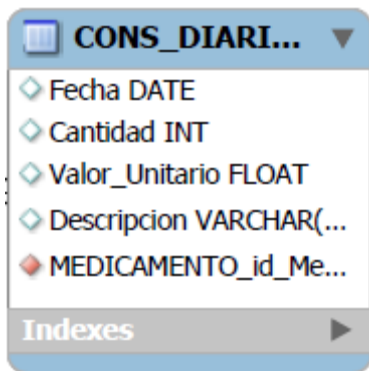 CONS_DIARI...
Fecha DATE
Cantidad INT
Valor_Unitario FLOAT
Descripcion VARCHAR(...
MEDICAMENTO_id_Me...
Indexes